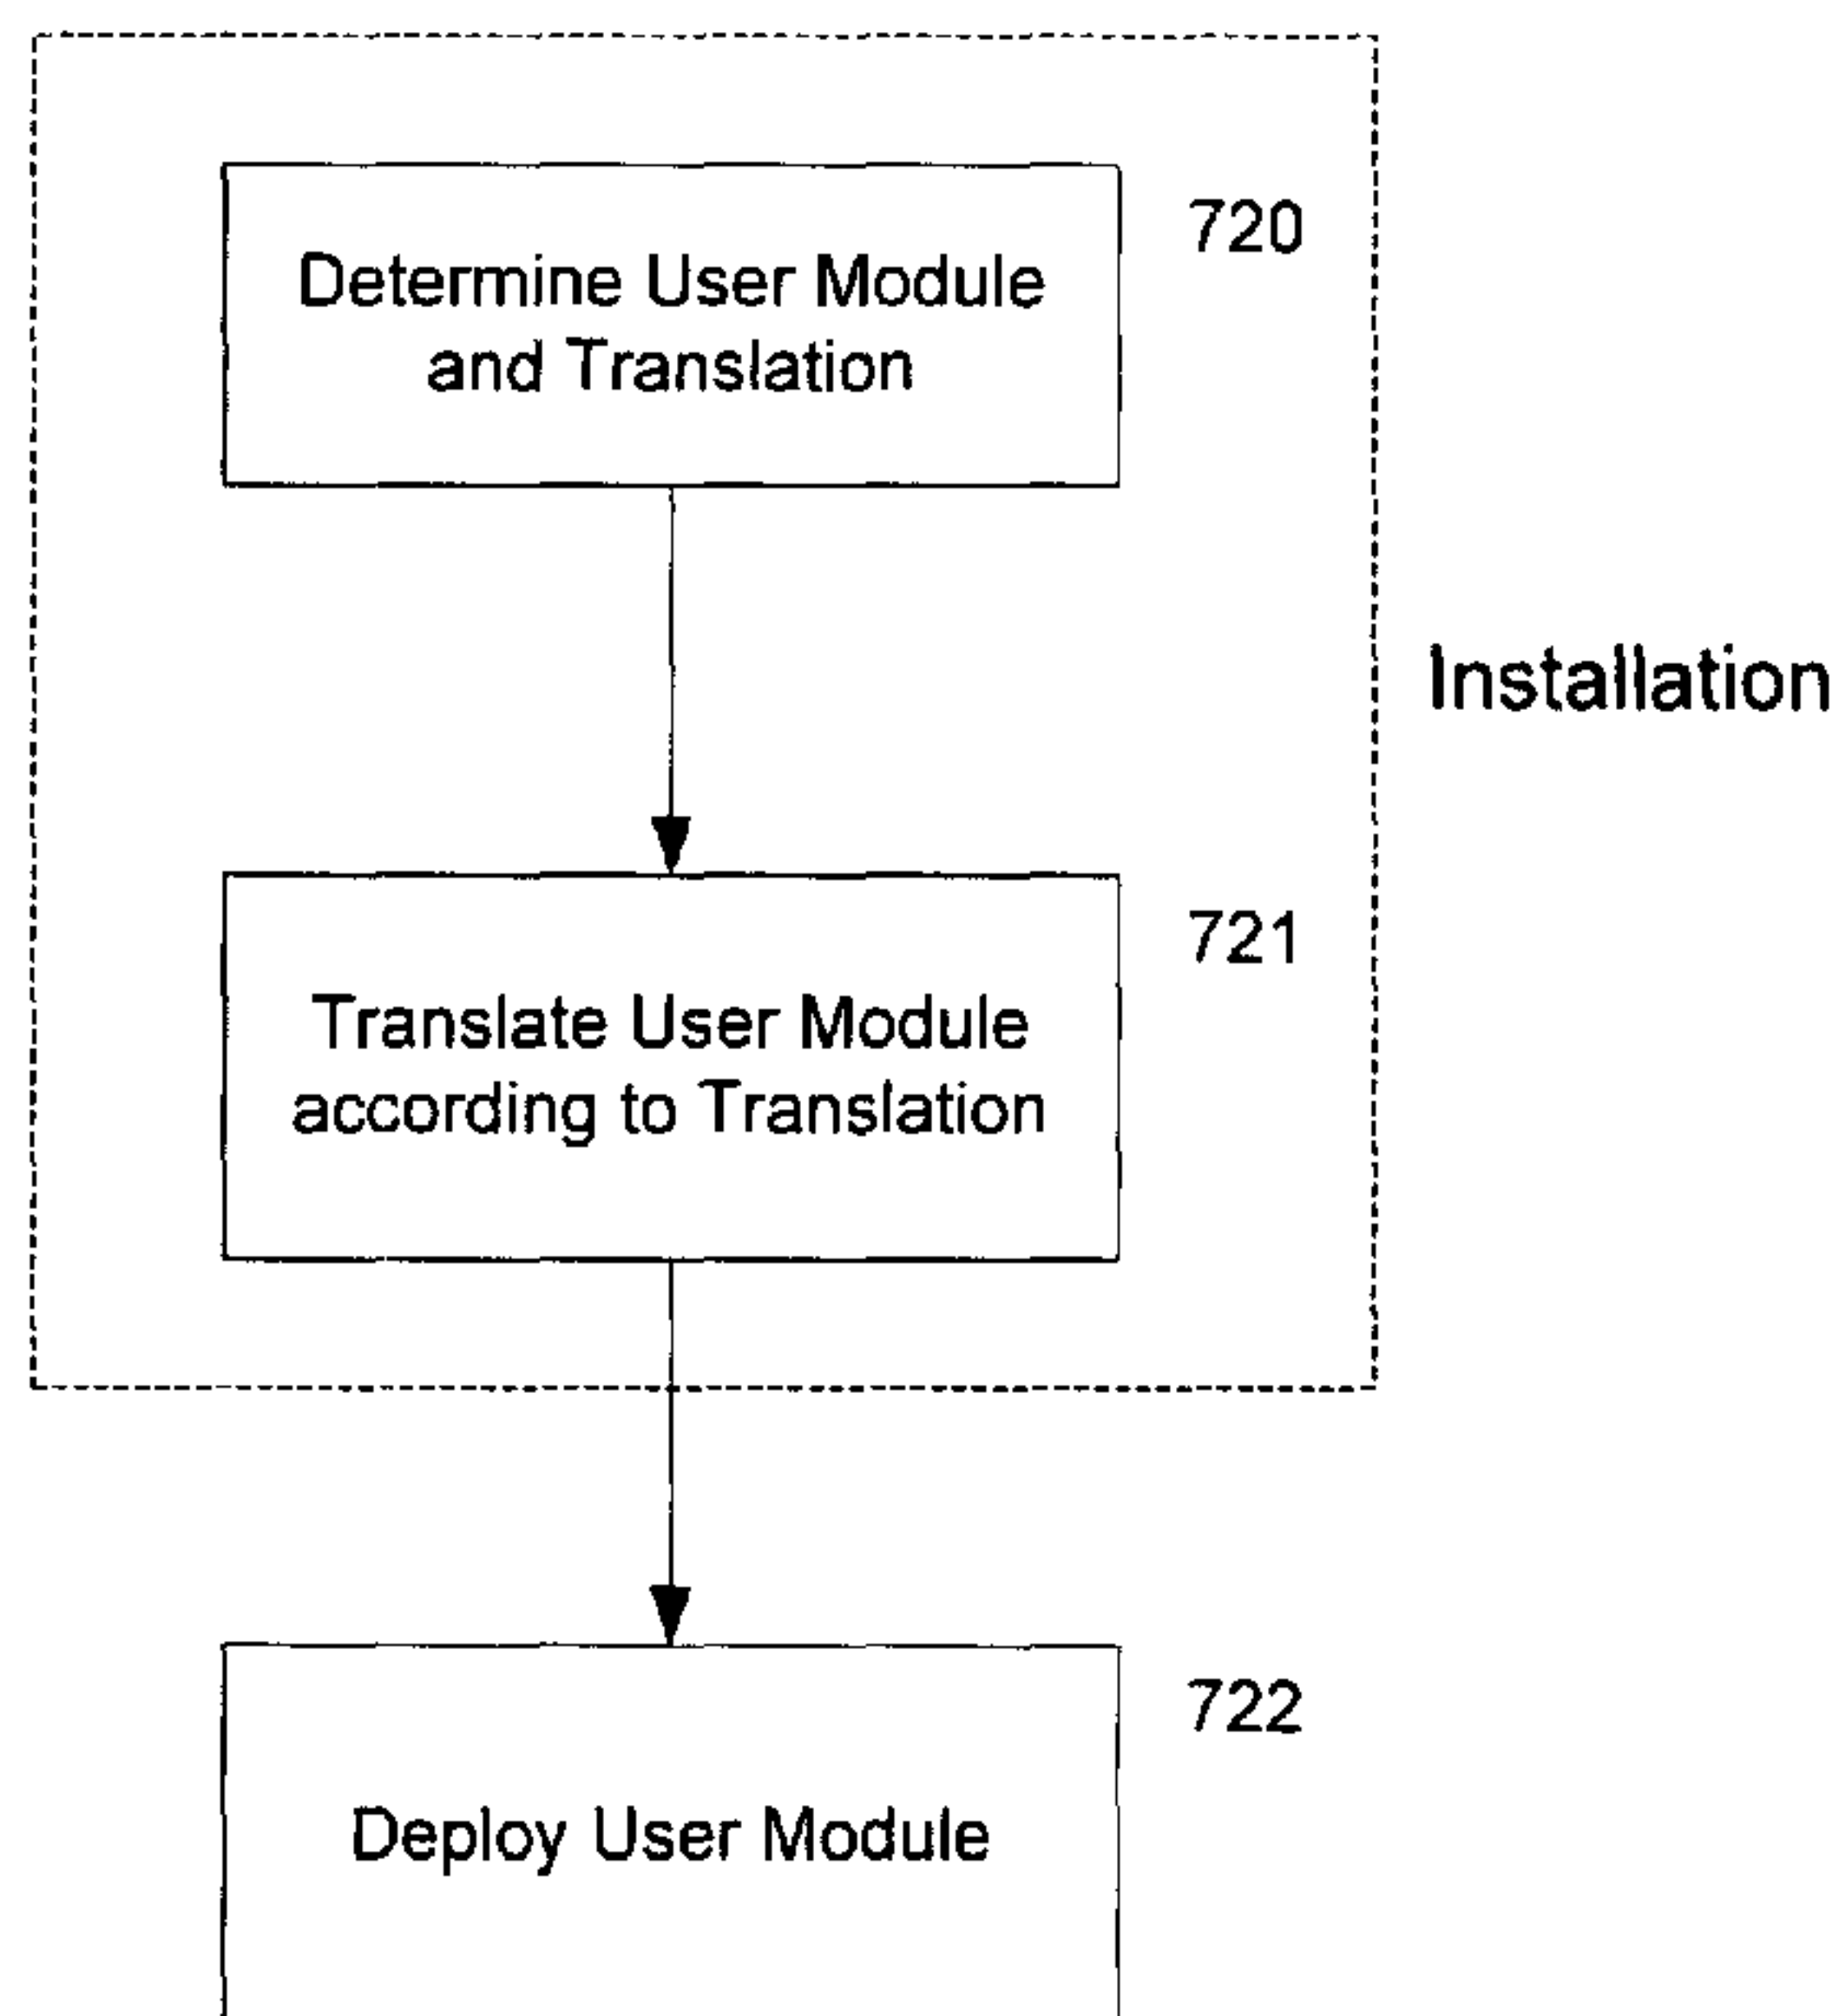 720
Determine User Module
and Translation
Installation
721
Translate User Module
according to Translation
722
Deploy User Module